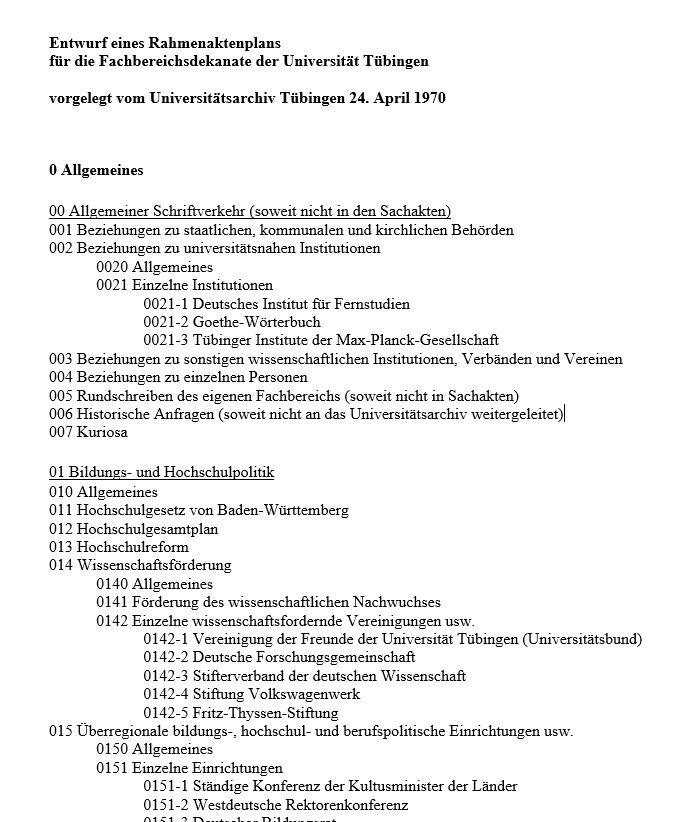 Entwurf eines Rahmenaktenplans
für die Fachbereichsdekanate der Universität Tübingen
vorgelegt vom Universitätsarchiv Tübingen 24. April 1970
0 Allgemeines
00 Allgemeiner Schriftverkehr (soweit nicht in den Sachakten)
001 Beziehungen zu staatlichen, kommunalen und kirchlichen Behörden
002 Beziehungen zu universitätsnahen Institutionen
0020 Allgemeines
0021 Einzelne Institutionen
0021-1 Deutsches Institut für Fernstudien
0021-2 Goethe-Wörterbuch
0021-3 Tübinger Institute der Max-Planck-Gesellschaft
003 Beziehungen zu sonstigen wissenschaftlichen Institutionen, Verbänden und Vereinen
004 Beziehungen zu einzelnen Personen
005 Rundschreiben des eigenen Fachbereichs (soweit nicht in Sachakten)
006 Historische Anfragen (soweit nicht an das Universitätsarchiv weitergeleitet)
007 Kuriosa
01 Bildungs- und Hochschulpolitik
010 Allgemeines
011 Hochschulgesetz von Baden-Württemberg
012 Hochschulgesamtplan
013 Hochschulreform
014 Wissenschaftsförderung
0140 Allgemeines
0141 Förderung des wissenschaftlichen Nachwuchses
0142 Einzelne wissenschaftsfordernde Vereinigungen usw.
0142-1 Vereinigung der Freunde der Universität Tübingen (Universitätsbund)
0142-2 Deutsche Forschungsgemeinschaft
0142-3 Stifterverband der deutschen Wissenschaft
0142-4 Stiftung Volkswagenwerk
0142-5 Fritz-Thyssen-Stiftung
015 Überregionale bildungs-, hochschul- und berufspolitische Einrichtungen usw.
0150 Allgemeines
0151 Einzelne Einrichtungen
0151-1 Ständige Konferenz der Kultusminister der Länder
0151-2 Westdeutsche Rektorenkonferenz
0151-3 Deutscher Bildungsrat